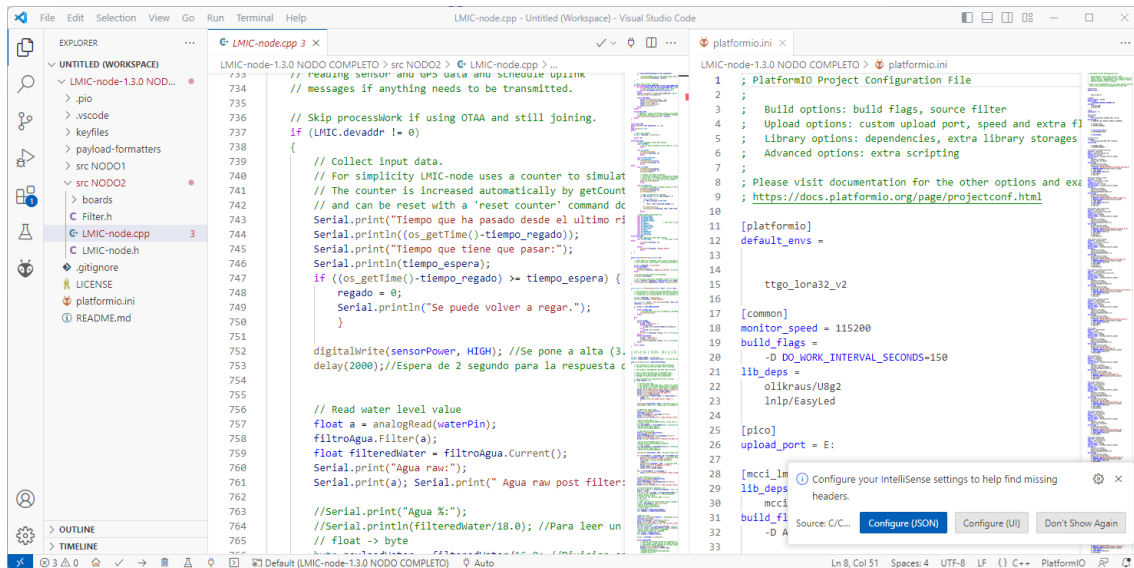 File Edit Selection View Go Run Terminal Help LMIC-node.cpp - Untitled (Workspace) - Visual Studio Code
EXPLORER
UNTITLED (WORKSPACE)
LMIC-node-1.3.0 NOD...
.pio
.vscode
keyfiles
payload-formatters
src NODO1
src NODO2
boards
Filter.h
LMIC-node.cpp 3
LMIC-node.h
.gitignore
LICENSE
platformio.ini
README.md
OUTLINE
TIMELINE
LMIC-node.cpp 3
LMIC-node-1.3.0 NODO COMPLETO > src NODO2 > LMIC-node.cpp > ...
733 // reading sensor and GPS data and schedule uplink
734 // messages if anything needs to be transmitted.
735
736 // Skip processWork if using OTAA and still joining.
737 if (LMIC.devaddr != 0)
738 {
739 // Collect input data.
740 // For simplicity LMIC-node uses a counter to simulat
741 // The counter is increased automatically by getCount
742 // and can be reset with a 'reset counter' command do
743 Serial.print("Tiempo que ha pasado desde el ultimo ri
744 Serial.println((os_getTime()-tiempo_regado));
745 Serial.print("Tiempo que tiene que pasar:");
746 Serial.println(tiempo_espera);
747 if ((os_getTime()-tiempo_regado) >= tiempo_espera) {
748 regado = 0;
749 Serial.println("Se puede volver a regar.");
750 }
751
752 digitalWrite(sensorPower, HIGH); //Se pone a alta (3.
753 delay(2000);//Espera de 2 segundo para la respuesta d
754
755
756 // Read water level value
757 float a = analogRead(waterPin);
758 filtroAgua.Filter(a);
759 float filteredWater = filtroAgua.Current();
760 Serial.print("Agua raw:");
761 Serial.print(a); Serial.print(" Agua raw post filter:
762
763 //Serial.print("Agua %:");
764 //Serial.println(filteredWater/18.0); //Para leer un
765 // float -> byte
platformio.ini
LMIC-node-1.3.0 NODO COMPLETO > platformio.ini
1 ; PlatformIO Project Configuration File
2 ;
3 ; Build options: build flags, source filter
4 ; Upload options: custom upload port, speed and extra fl
5 ; Library options: dependencies, extra library storages
6 ; Advanced options: extra scripting
7 ;
8 ; Please visit documentation for the other options and exa
9 ; https://docs.platformio.org/page/projectconf.html
10
11 [platformio]
12 default_envs =
13
14
15 ttgo_lora32_v2
16
17 [common]
18 monitor_speed = 115200
19 build_flags =
20 -D DO_WORK_INTERVAL_SECONDS=150
21 lib_deps =
22 olikraus/U8g2
23 lnlp/EasyLed
24
25 [pico]
26 upload_port = E:
27
28 [mcci_lm
29 lib_deps
30 mcci
31 build_fl
32 -D A
33
Configure your IntelliSense settings to help find missing
headers.
Source: C/C... Configure (JSON) Configure (UI) Don't Show Again
1
3 0 Default (LMIC-node-1.3.0 NODO COMPLETO) Auto Ln 8, Col 51 Spaces: 4 UTF-8 LF {} C++ PlatformIO